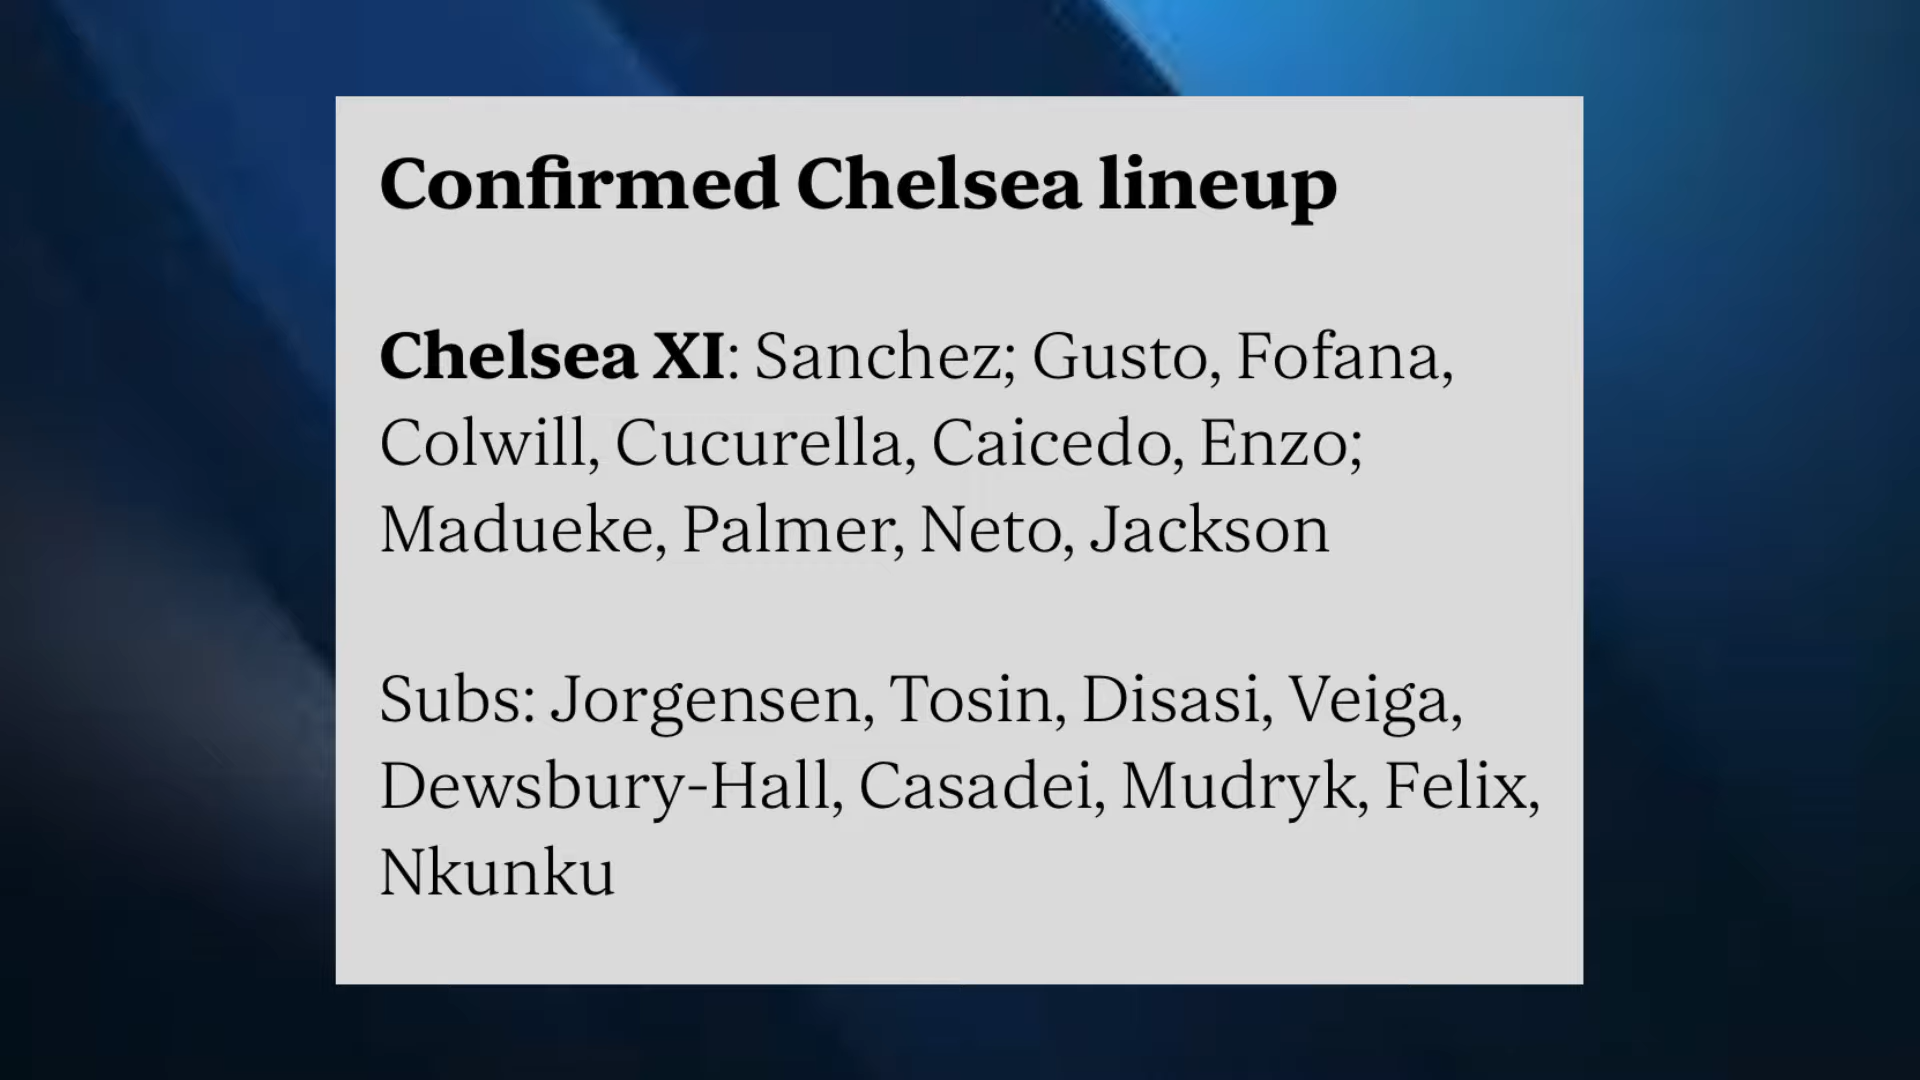 Confirmed Chelsea lineup
Chelsea XI: Sanchez; Gusto, Fofana,
Colwill, Cucurella, Caicedo, Enzo;
Madueke, Palmer, Neto, Jackson
Subs: Jorgensen, Tosin, Disasi, Veiga,
Dewsbury-Hall, Casadei, Mudryk, Felix,
Nkunku